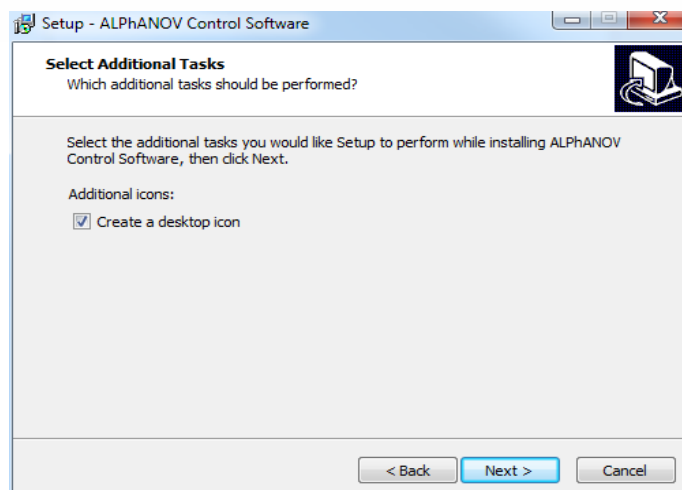 Setup - ALPhANOV Control Software
Select Additional Tasks
Which additional tasks should be performed?
Select the additional tasks you would like Setup to perform while installing ALPhANOV
Control Software, then click Next.
Additional icons:
Create a desktop icon
< Back
Next >
Cancel